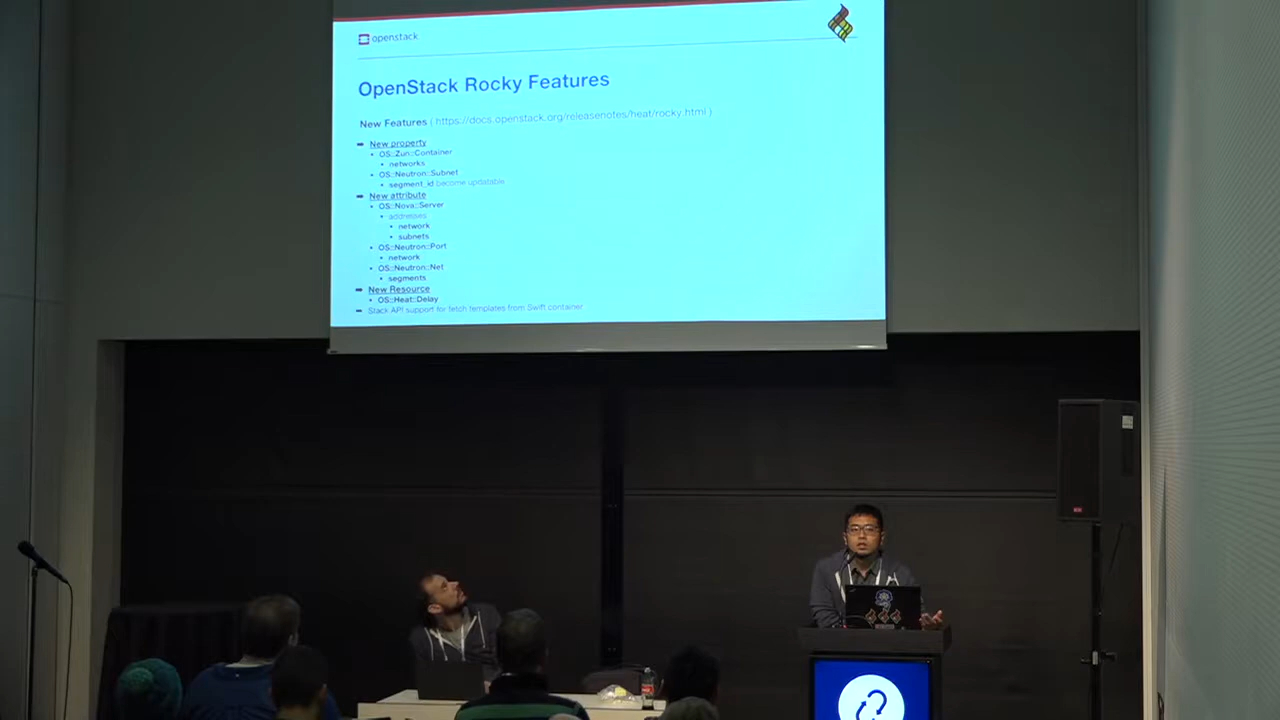 openstack
OpenStack Rocky Features
New Features ( https://docs.openstack.org/releasenotes/heat/rocky.html )
New property
OS::Zun::Container
networks
OS::Neutron::Subnet
segment_id become updatable
New attribute
OS::Nova::Server
addresses
network
subnets
OS::Neutron::Port
network
OS::Neutron::Net
segments
New Resource
OS::Heat::Delay
Stack API support for fetch templates from Swift container